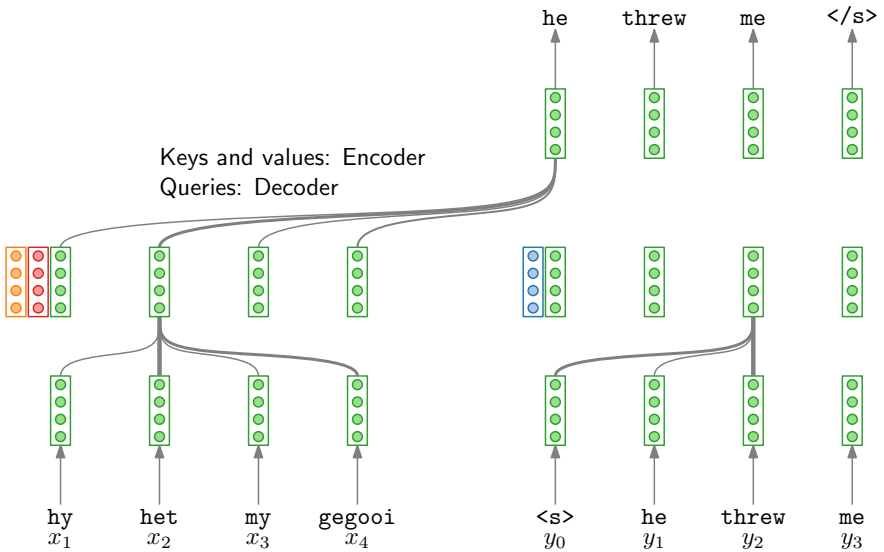 he threw me </s>
Keys and values: Encoder
Queries: Decoder
hy het my gegooi <s> he threw me
x₁ x₂ x₃ x₄ y₀ y₁ y₂ y₃